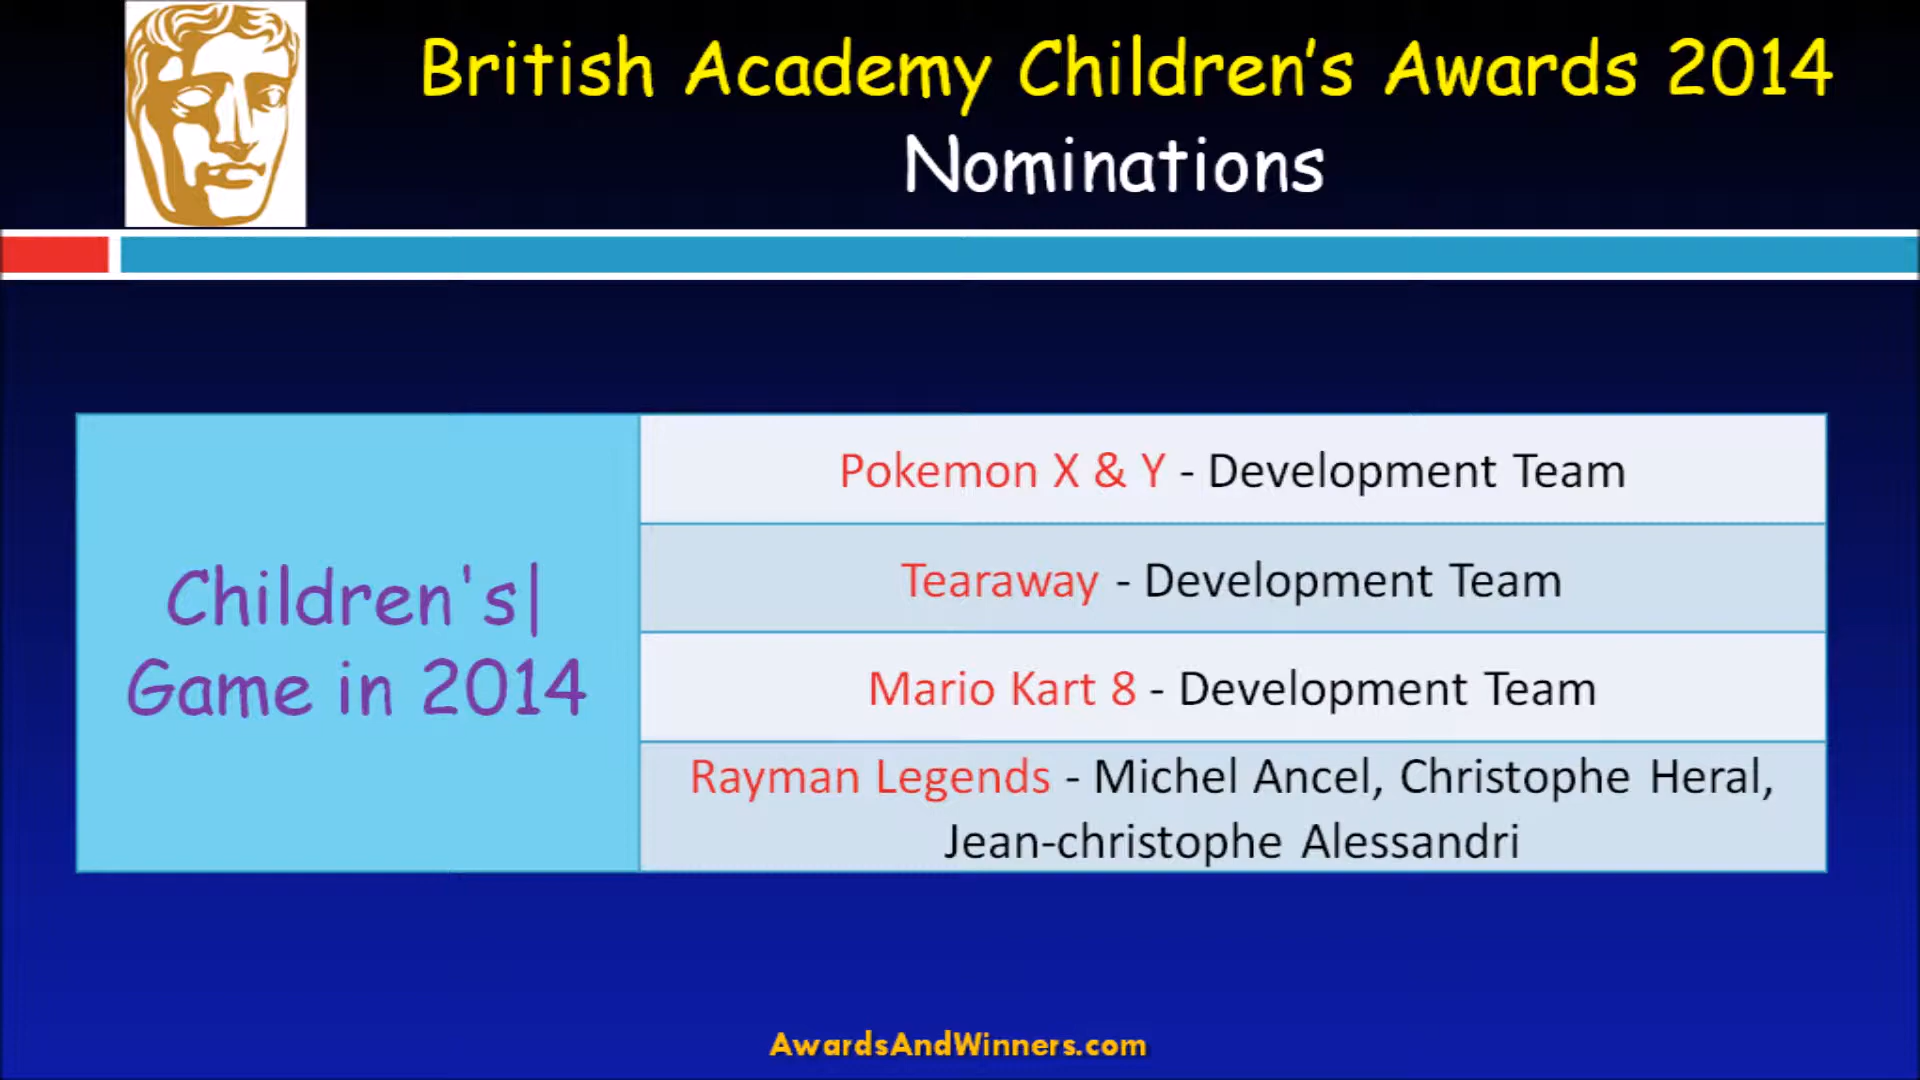 British Academy Children’s Awards 2014
Nominations
Children's|
Game in 2014
Pokemon X & Y - Development Team
Tearaway - Development Team
Mario Kart 8 - Development Team
Rayman Legends - Michel Ancel, Christophe Heral,
Jean-christophe Alessandri
AwardsAndWinners.com